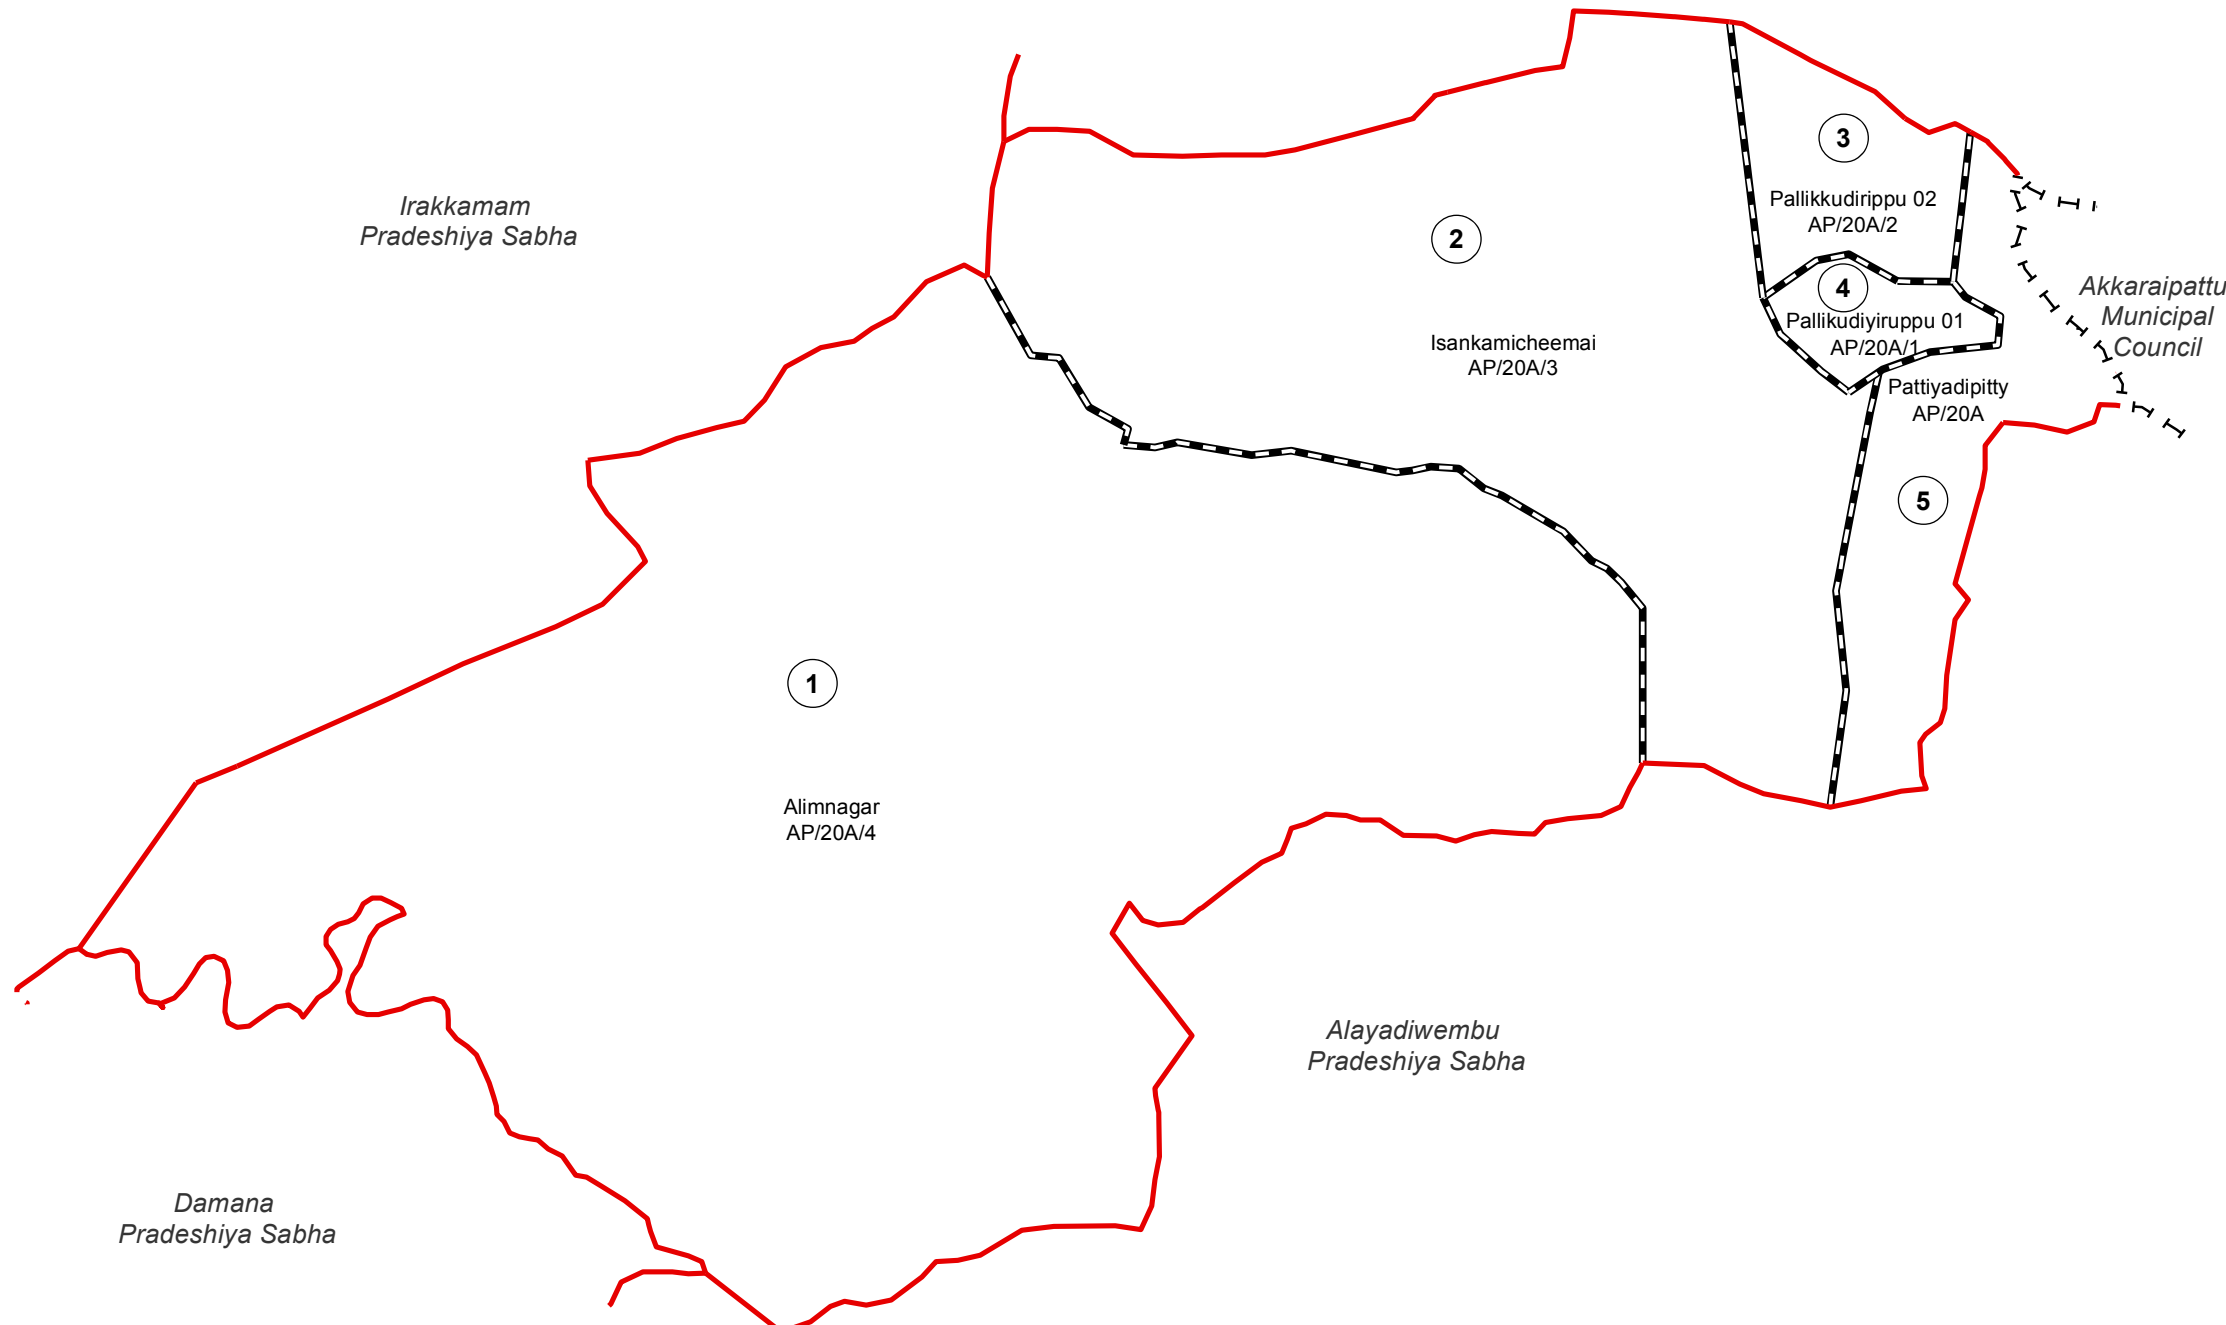 3
Pallikkudirippu 02
AP/20A/2
Irakkamam
Pradeshiya Sabha
2
4
Pallikudiyiruppu 01
AP/20A/1
Akkaraipattu
Municipal
Council
Isankamicheemai
AP/20A/3
Pattiyadipitty
AP/20A
5
1
Alimnagar
AP/20A/4
Alayadiwembu
Pradeshiya Sabha
Damana
Pradeshiya Sabha